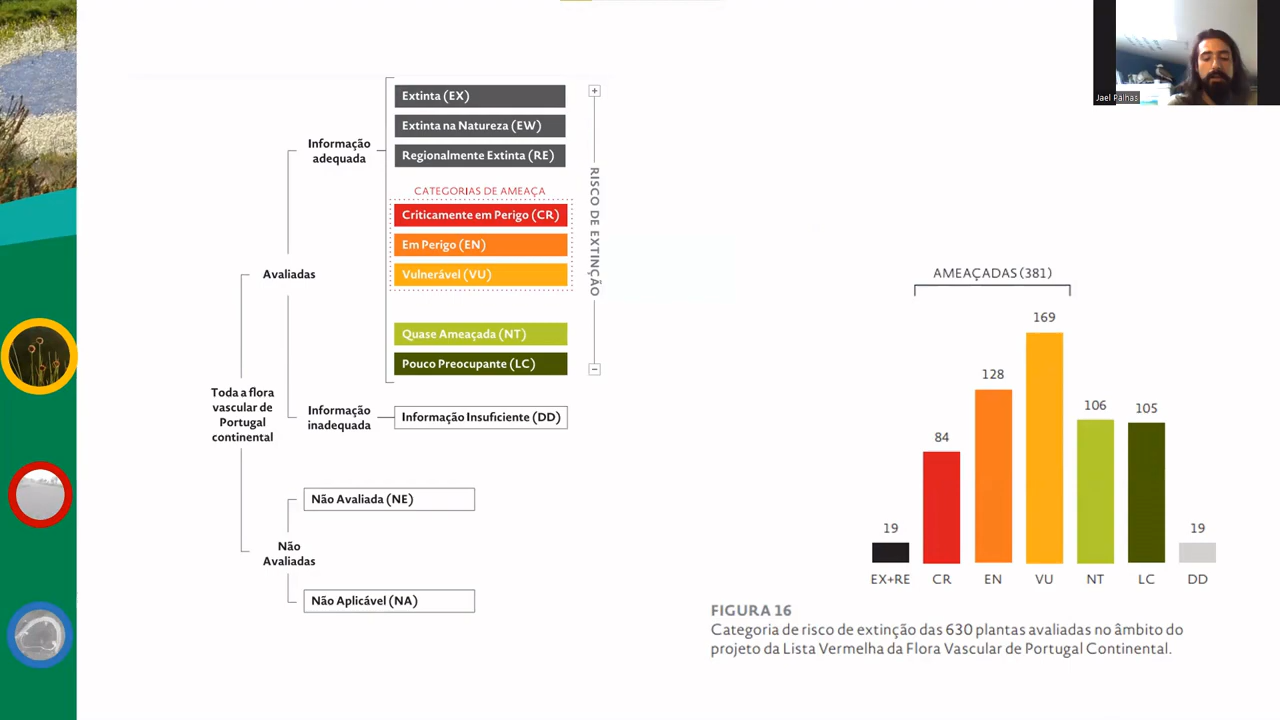 Jael Palhas
Extinta (EX)
Extinta na Natureza (EW)
Regionalmente Extinta (RE)
Informação
adequada
CATEGORIAS DE AMEAÇA
Criticamente em Perigo (CR)
Em Perigo (EN)
Vulnerável (VU)
RISCO DE EXTINÇÃO
+
−
Avaliadas
Quase Ameaçada (NT)
Pouco Preocupante (LC)
Toda a flora
vascular de
Portugal
continental
Informação
inadequada
Informação Insuficiente (DD)
Não Avaliada (NE)
Não
Avaliadas
Não Aplicável (NA)
AMEAÇADAS (381)
19
84
128
169
106
105
19
EX+RE CR EN VU NT LC DD
FIGURA 16
Categoria de risco de extinção das 630 plantas avaliadas no âmbito do
projeto da Lista Vermelha da Flora Vascular de Portugal Continental.